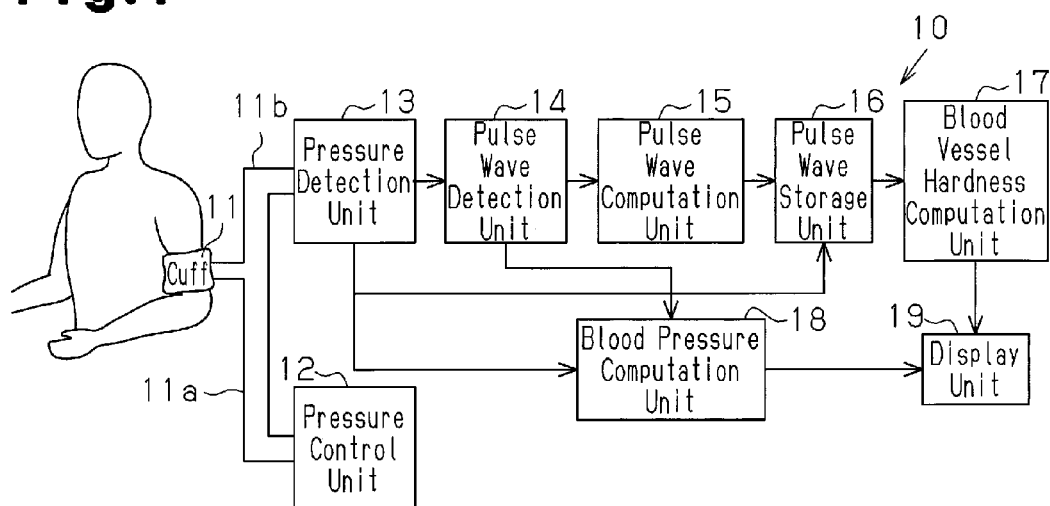 10
11b
13
14
15
16
17
Pressure
Detection
Unit
Pulse
Wave
Detection
Unit
Pulse
Wave
Computation
Unit
Pulse
Wave
Storage
Unit
Blood
Vessel
Hardness
Computation
Unit
11
Cuff
18
Blood Pressure
Computation
Unit
19
Display
Unit
11a
12
Pressure
Control
Unit